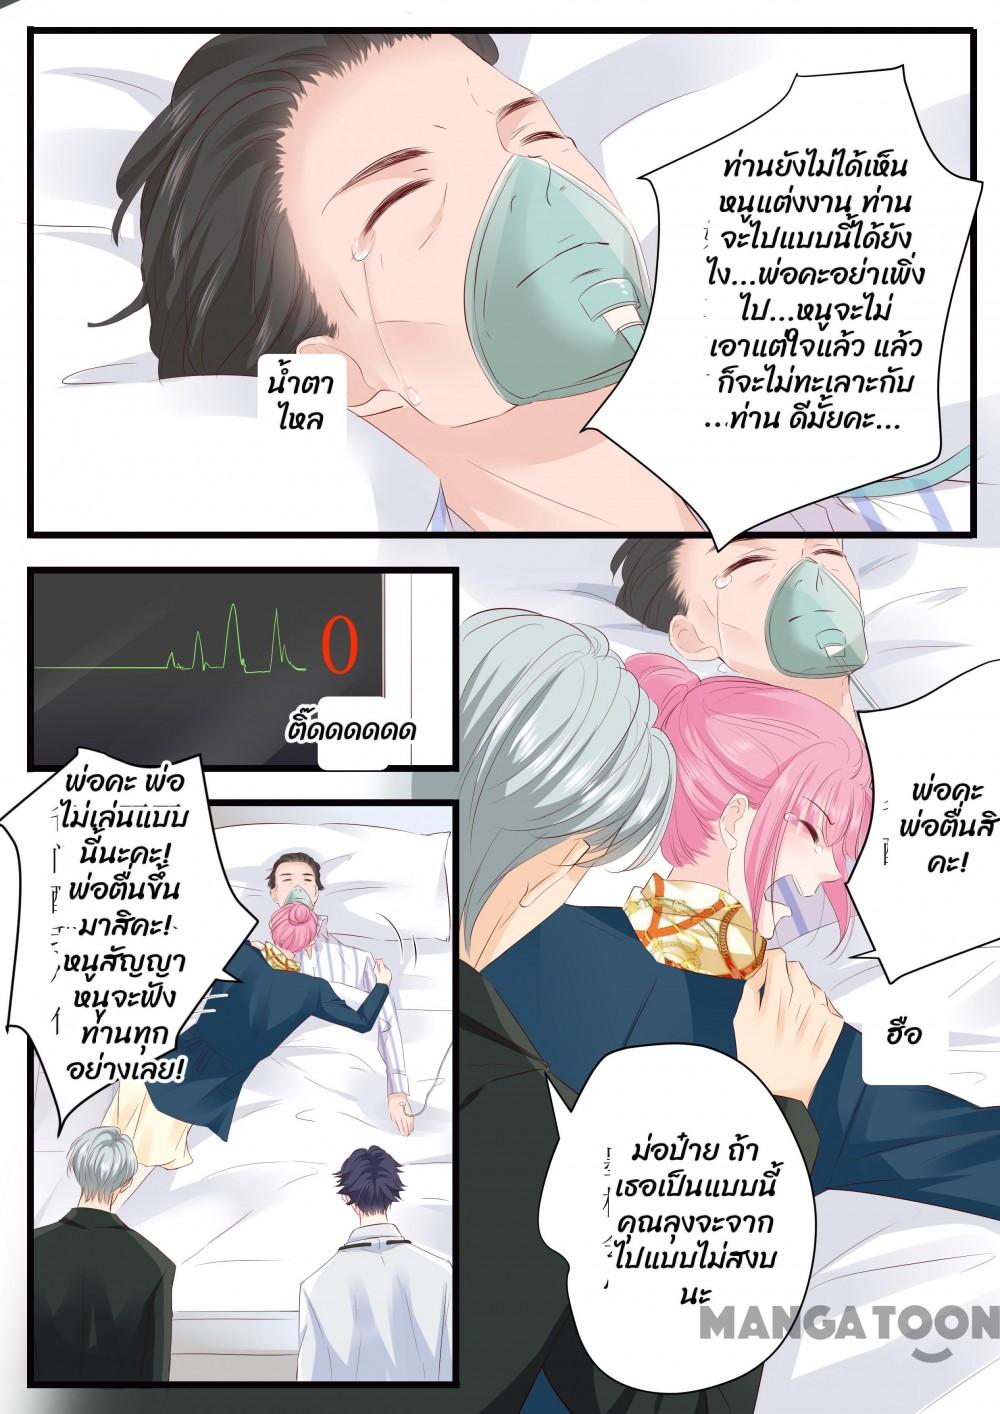 ท่านยังไม่ได้เห็น
หนูแต่งงาน ท่าน
จะไปแบบนี้ได้ยัง
ไง...พ่อคะอย่าเพิ่ง
ไป...หนูจะไม่
เอาแต่ใจแล้ว แล้ว
ก็จะไม่ทะเลาะกับ
...ท่าน ดีมั้ยคะ...
น้ำตา
ไหล
0
ติ๊ดดดดดด
พ่อคะ
พ่อตื่นสิ
คะ!
พ่อคะ พ่อ
ไม่เล่นแบบ
นี้นะคะ!
พ่อตื่นขึ้น
มาสิคะ!
หนูสัญญา
หนูจะฟัง
ท่านทุก
อย่างเลย!
ฮือ
ม่อป๋าย ถ้า
เธอเป็นแบบนี้
คุณลุงจะจาก
ไปแบบไม่สงบ
นะ
MANGATOON